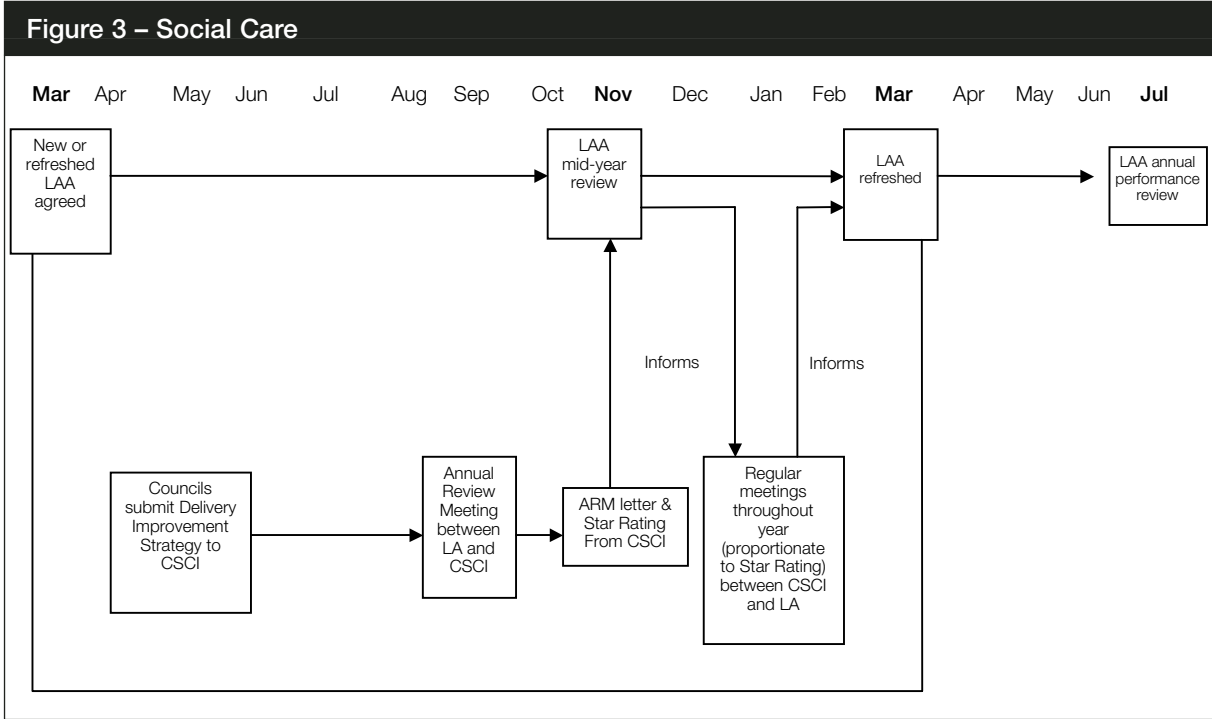 Figure 3 – Social Care
Mar Apr May Jun Jul Aug Sep Oct Nov Dec Jan Feb Mar Apr May Jun Jul
New or
refreshed
LAA
agreed
LAA
mid-year
review
LAA
refreshed
LAA annual
performance
review
Informs
Informs
Councils
submit Delivery
Improvement
Strategy to
CSCI
Annual
Review
Meeting
between
LA and
CSCI
ARM letter &
Star Rating
From CSCI
Regular
meetings
throughout
year
(proportionate
to Star Rating)
between CSCI
and LA